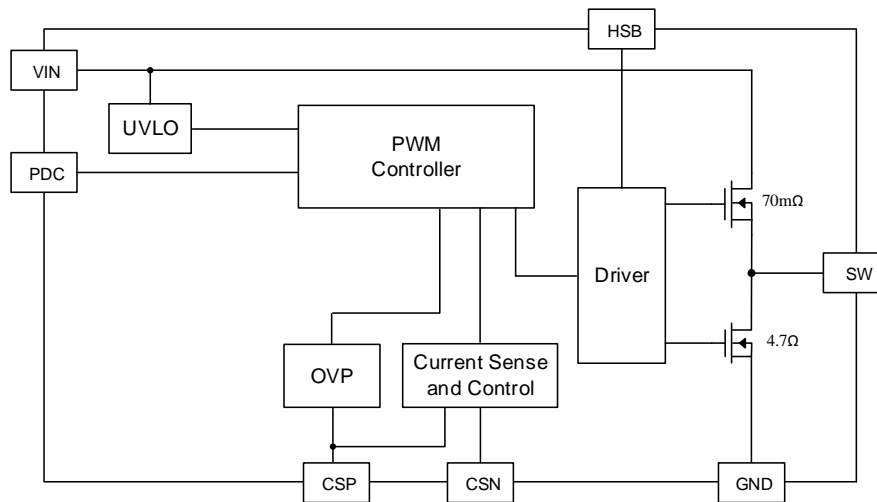 HSB
VIN
UVLO
PWM
Controller
PDC
70mΩ
Driver
SW
4.7Ω
OVP
Current Sense
and Control
CSP
CSN
GND